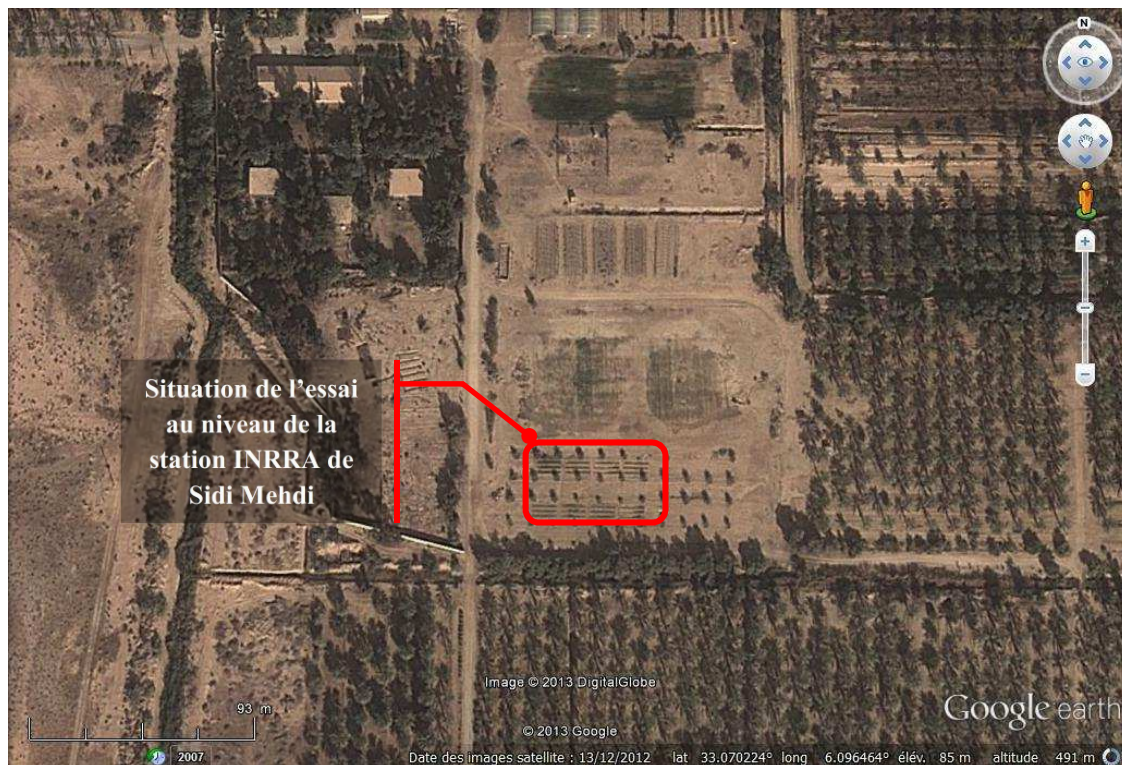 N
Situation de l'essai
au niveau de la
station INRRA de
Sidi Mehdi
Image © 2013 DigitalGlobe
93 m
Google earth
© 2013 Google
2007
Date des images satellite : 13/12/2012 lat 33.070224° long 6.096464° élév. 85 m altitude 491 m